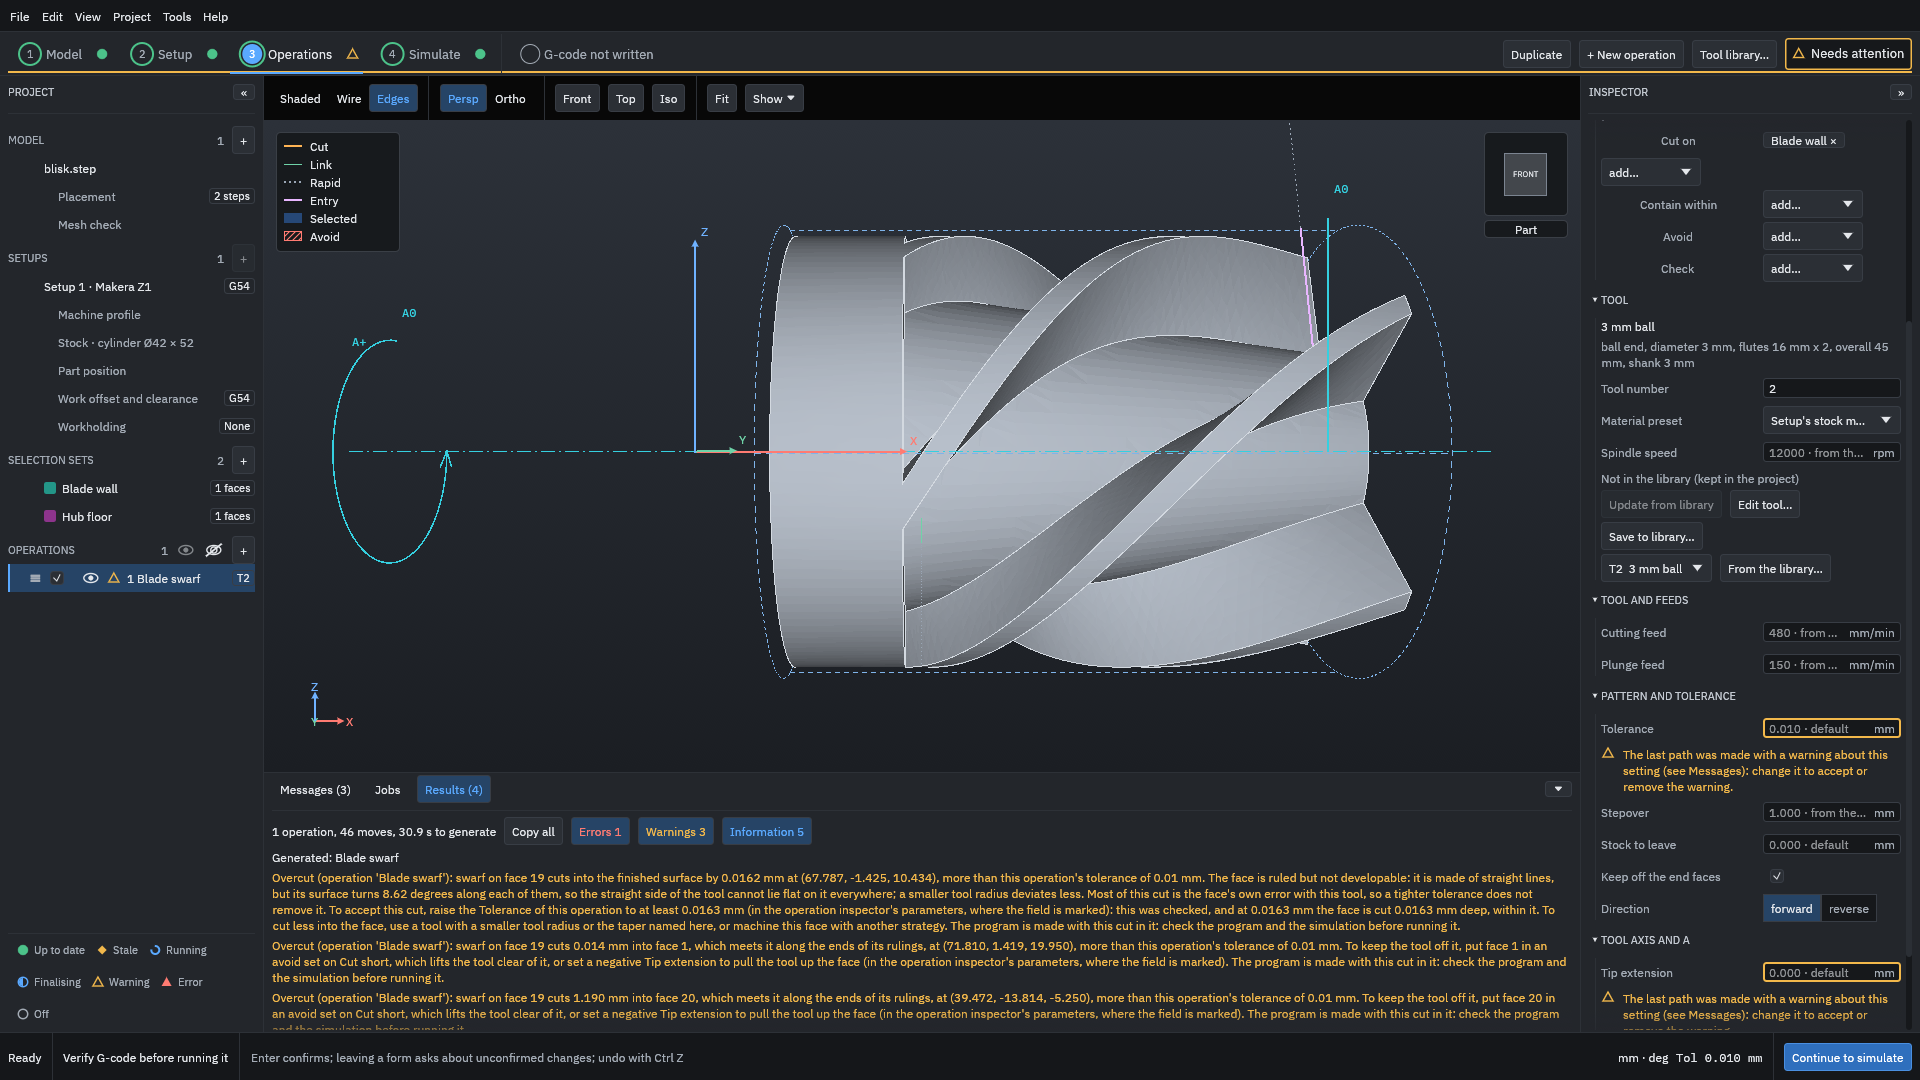 File Edit View Project Tools Help
1 Model 2 Setup 3 Operations 4 Simulate G-code not written Duplicate + New operation Tool library... Needs attention
PROJECT «
MODEL 1 +
blisk.step
Placement 2 steps
Mesh check
SETUPS 1 +
Setup 1 · Makera Z1 G54
Machine profile
Stock · cylinder Ø42 × 52
Part position
Work offset and clearance G54
Workholding None
SELECTION SETS 2 +
Blade wall 1 faces
Hub floor 1 faces
OPERATIONS 1 +
1 Blade swarf T2
Up to date Stale Running
Finalising Warning Error
Off
Shaded Wire Edges Persp Ortho Front Top Iso Fit Show
Cut
Link
Rapid
Entry
Selected
Avoid
FRONT
Part
A0
Z
A0
A+
Y
X
Z
Y X
Messages (3) Jobs Results (4)
1 operation, 46 moves, 30.9 s to generate Copy all Errors 1 Warnings 3 Information 5
Generated: Blade swarf
Overcut (operation 'Blade swarf'): swarf on face 19 cuts into the finished surface by 0.0162 mm at (67.787, -1.425, 10.434), more than this operation's tolerance of 0.01 mm. The face is ruled but not developable: it is made of straight lines,
but its surface turns 8.62 degrees along each of them, so the straight side of the tool cannot lie flat on it everywhere; a smaller tool radius deviates less. Most of this cut is the face's own error with this tool, so a tighter tolerance does not
remove it. To accept this cut, raise the Tolerance of this operation to at least 0.0163 mm (in the operation inspector's parameters, where the field is marked): this was checked, and at 0.0163 mm the face is cut 0.0163 mm deep, within it. To
cut less into the face, use a tool with a smaller tool radius or the taper named here, or machine this face with another strategy. The program is made with this cut in it: check the program and the simulation before running it.
Overcut (operation 'Blade swarf'): swarf on face 19 cuts 0.014 mm into face 1, which meets it along the ends of its rulings, at (71.810, 1.419, 19.950), more than this operation's tolerance of 0.01 mm. To keep the tool off it, put face 1 in an
avoid set on Cut short, which lifts the tool clear of it, or set a negative Tip extension to pull the tool up the face (in the operation inspector's parameters, where the field is marked). The program is made with this cut in it: check the program and
the simulation before running it.
Overcut (operation 'Blade swarf'): swarf on face 19 cuts 1.190 mm into face 20, which meets it along the ends of its rulings, at (39.472, -13.814, -5.250), more than this operation's tolerance of 0.01 mm. To keep the tool off it, put face 20 in
an avoid set on Cut short, which lifts the tool clear of it, or set a negative Tip extension to pull the tool up the face (in the operation inspector's parameters, where the field is marked). The program is made with this cut in it: check the program
and the simulation before running it.
INSPECTOR »
Cut on Blade wall ×
add...
Contain within add...
Avoid add...
Check add...
TOOL
3 mm ball
ball end, diameter 3 mm, flutes 16 mm x 2, overall 45
mm, shank 3 mm
Tool number 2
Material preset Setup's stock m...
Spindle speed 12000 · from th... rpm
Not in the library (kept in the project)
Update from library Edit tool...
Save to library...
T2 3 mm ball From the library...
TOOL AND FEEDS
Cutting feed 480 · from ... mm/min
Plunge feed 150 · from ... mm/min
PATTERN AND TOLERANCE
Tolerance 0.010 · default mm
The last path was made with a warning about this
setting (see Messages): change it to accept or
remove the warning.
Stepover 1.000 · from the... mm
Stock to leave 0.000 · default mm
Keep off the end faces
Direction forward reverse
TOOL AXIS AND A
Tip extension 0.000 · default mm
The last path was made with a warning about this
setting (see Messages): change it to accept or
Ready Verify G-code before running it Enter confirms; leaving a form asks about unconfirmed changes; undo with Ctrl Z mm · deg Tol 0.010 mm Continue to simulate